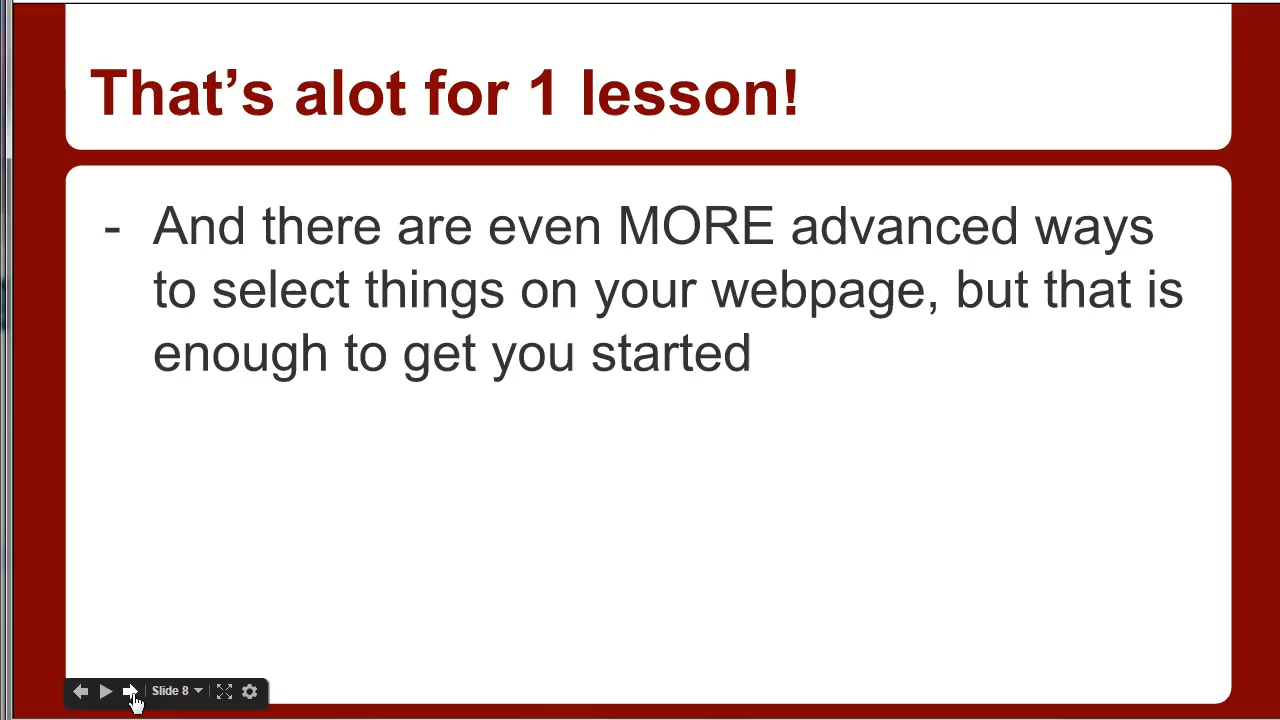 That’s alot for 1 lesson!
- And there are even MORE advanced ways
to select things on your webpage, but that is
enough to get you started
Slide 8